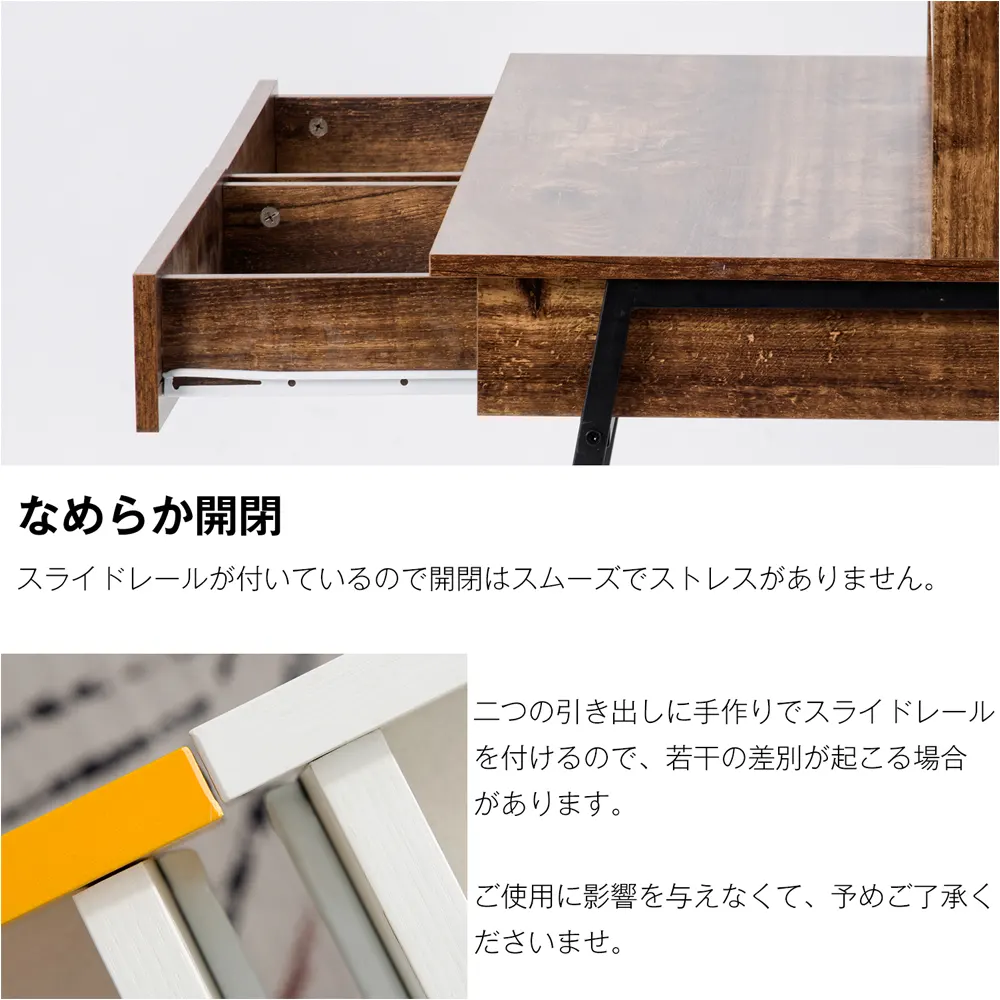 なめらか開閉
スライドレールが付いているので開閉はスムーズでストレスがありません。
二つの引き出しに手作りでスライドレール
を付けるので、若干の差別が起こる場合
があります。
ご使用に影響を与えなくて、予めご了承く
ださいませ。